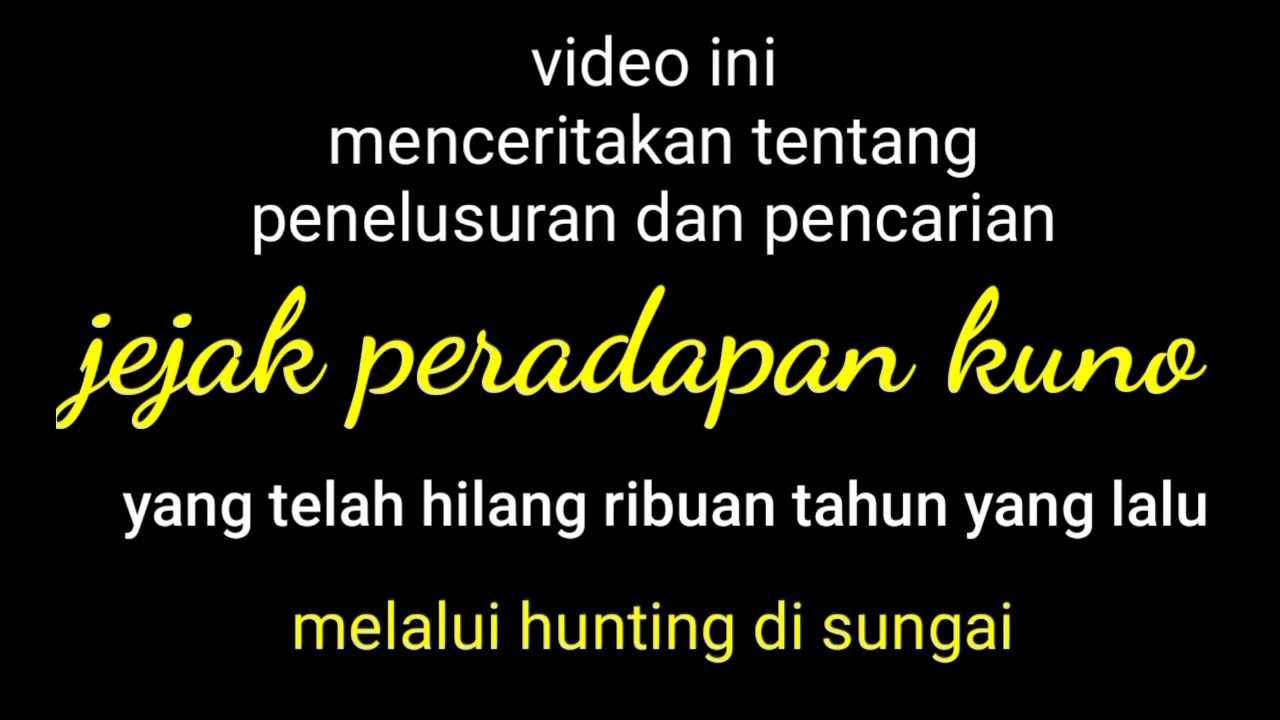 video ini
menceritakan tentang
penelusuran dan pencarian
jejak peradapan kuno
yang telah hilang ribuan tahun yang lalu
melalui hunting di sungai